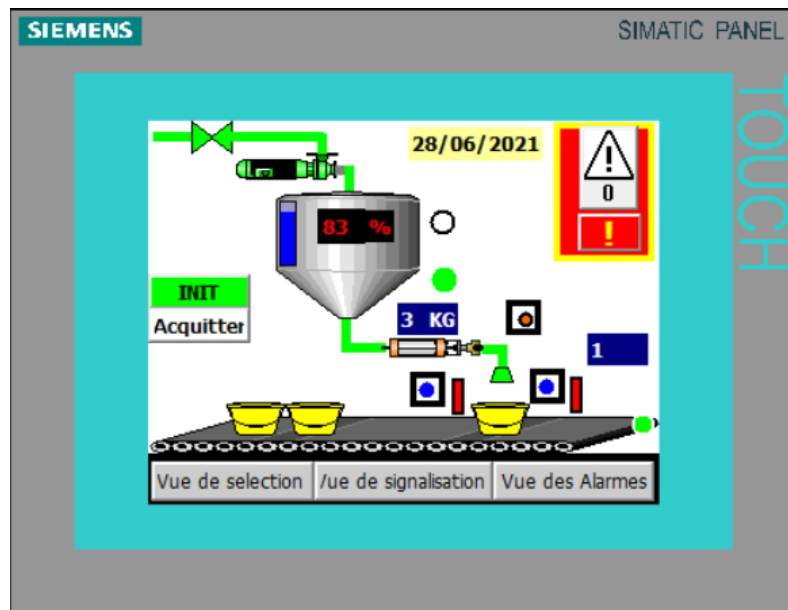 SIEMENS
SIMATIC PANEL
TOUCH
28/06/2021
0
!
83 %
INIT
Acquitter
3 KG
1
Vue de selection
/ue de signalisation
Vue des Alarmes